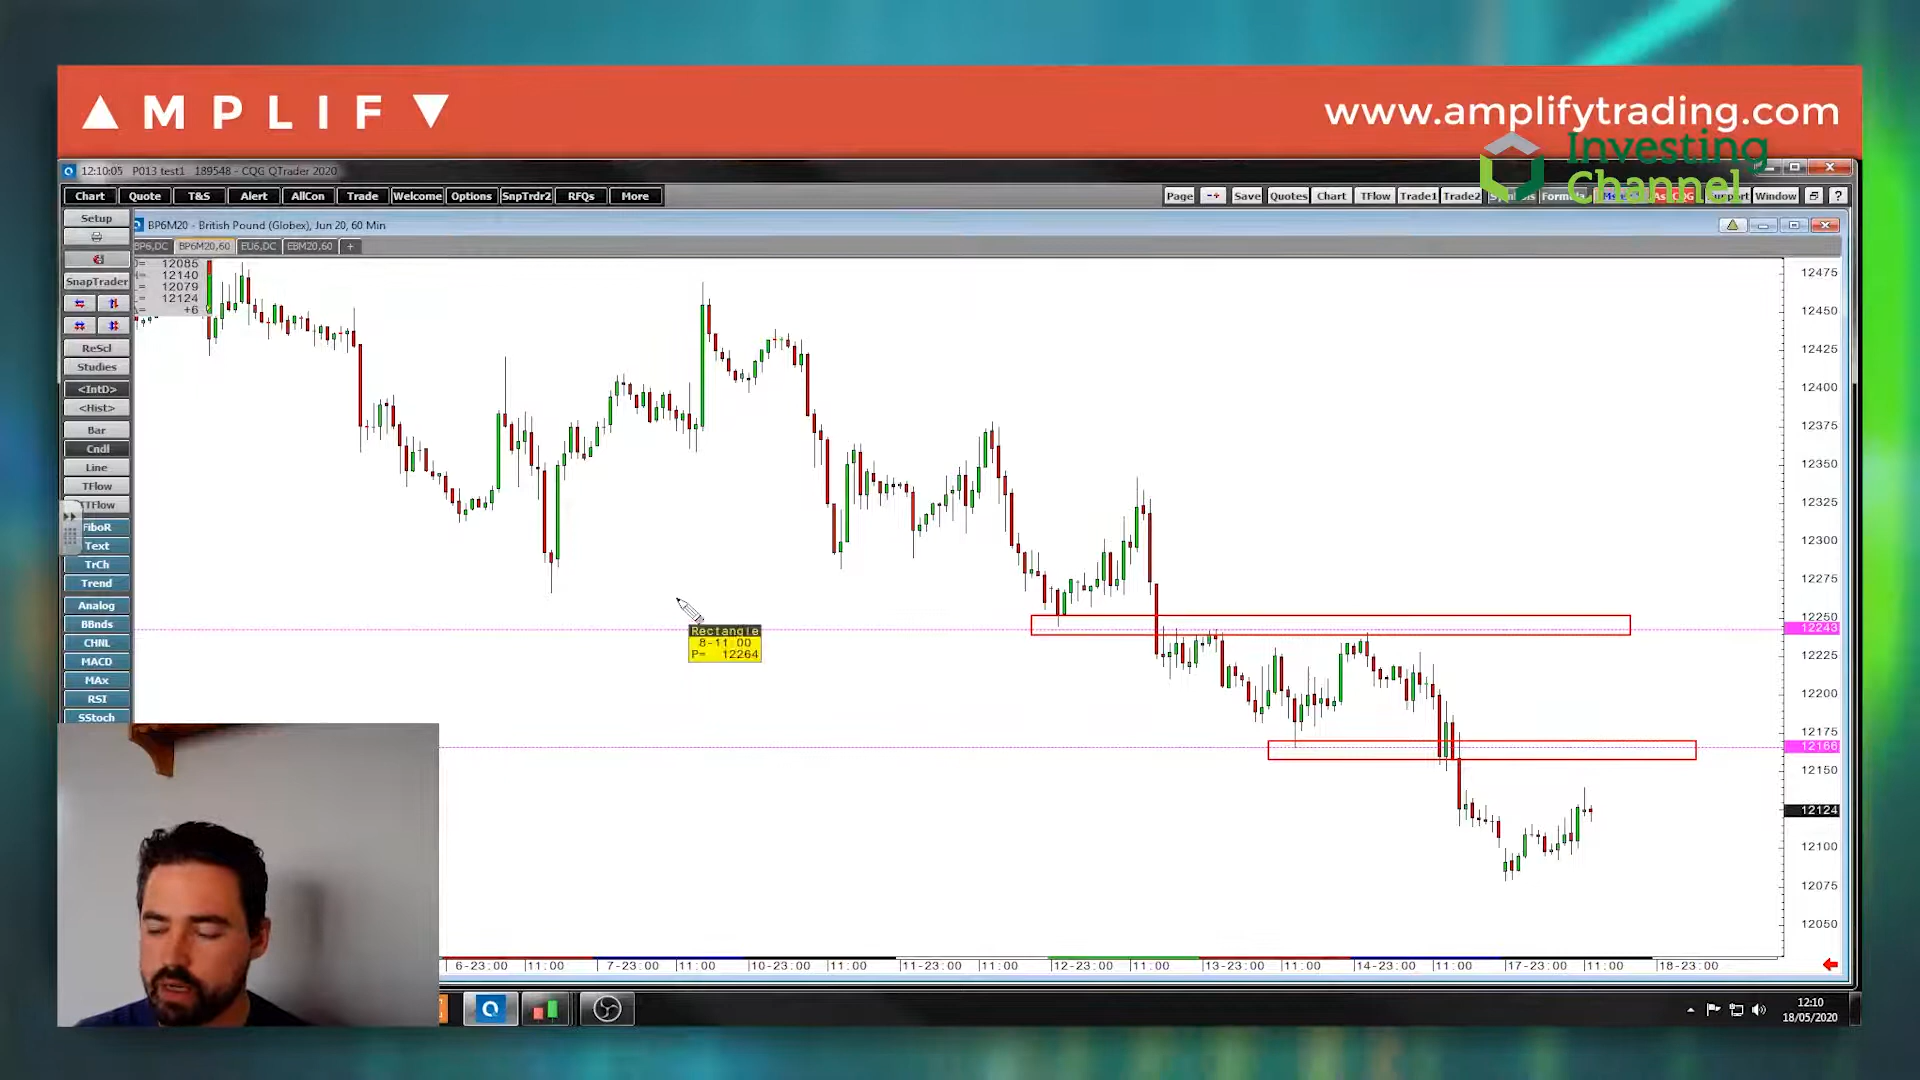 AMPLIFY
www.amplifytrading.com
Investing
Channel
12:10:05 P013 test1 189548 - CQG QTrader 2020
Chart Quote T&S Alert AllCon Trade Welcome Options SnpTrdr2 RFQs More
Page Save Quotes Chart TFlow Trade1 Trade2 Window ?
Setup
BP6M20 - British Pound (Globex), Jun 20, 60 Min
BP6,DC BP6M20,60 EU6,DC EBM20,60 +
12085
12140
12079
12124
+6
SnapTrader
ReScl
Studies
<IntD>
<Hist>
Bar
Cndl
Line
TFlow
TTFlow
FiboR
Text
TrCh
Trend
Analog
BBnds
CHNL
MACD
MAx
RSI
SStoch
Rectangle
8-11:00
P= 12264
12475
12450
12425
12400
12375
12350
12325
12300
12275
12250
12243
12225
12200
12175
12166
12150
12124
12100
12075
12050
6-23:00 11:00 7-23:00 11:00 10-23:00 11:00 11-23:00 11:00 12-23:00 11:00 13-23:00 11:00 14-23:00 11:00 17-23:00 11:00 18-23:00
12:10
18/05/2020